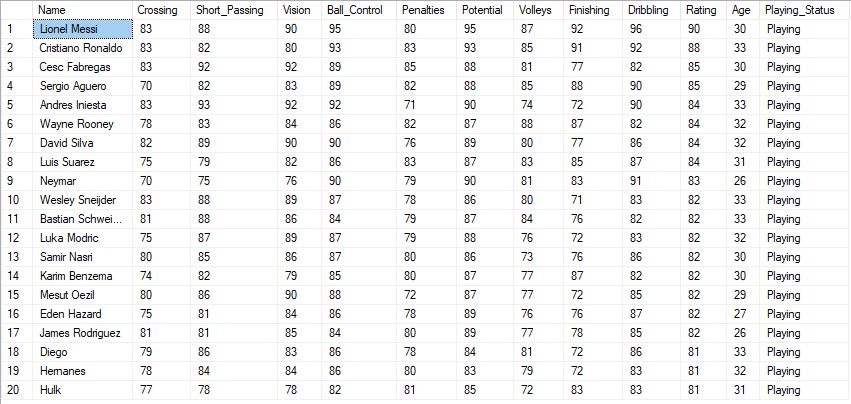 Name Crossing Short_Passing Vision Ball_Control Penalties Potential Volleys Finishing Dribbling Rating Age Playing_Status
1 Lionel Messi 83 88 90 95 80 95 87 92 96 90 30 Playing
2 Cristiano Ronaldo 83 82 80 93 83 93 85 91 92 88 33 Playing
3 Cesc Fabregas 83 92 92 89 85 88 81 77 82 85 30 Playing
4 Sergio Aguero 70 82 83 89 82 88 85 88 90 85 29 Playing
5 Andres Iniesta 83 93 92 92 71 90 74 72 90 84 33 Playing
6 Wayne Rooney 78 83 84 86 82 87 88 87 82 84 32 Playing
7 David Silva 82 89 90 90 76 89 80 77 86 84 32 Playing
8 Luis Suarez 75 79 82 86 83 87 83 85 87 84 31 Playing
9 Neymar 70 75 76 90 79 90 81 83 91 83 26 Playing
10 Wesley Sneijder 83 88 89 87 78 86 80 71 83 82 33 Playing
11 Bastian Schwei... 81 88 86 84 79 87 84 76 82 82 33 Playing
12 Luka Modric 75 87 89 87 79 88 76 72 83 82 32 Playing
13 Samir Nasri 80 85 86 87 80 86 73 76 86 82 30 Playing
14 Karim Benzema 74 82 79 85 80 87 77 87 82 82 30 Playing
15 Mesut Oezil 80 86 90 88 72 87 77 72 85 82 29 Playing
16 Eden Hazard 75 81 84 86 78 89 76 76 87 82 27 Playing
17 James Rodriguez 81 81 85 84 80 89 77 78 85 82 26 Playing
18 Diego 79 86 83 86 78 84 81 72 86 81 33 Playing
19 Hernanes 78 84 84 86 80 83 79 72 83 81 32 Playing
20 Hulk 77 78 78 82 81 85 72 83 83 81 31 Playing